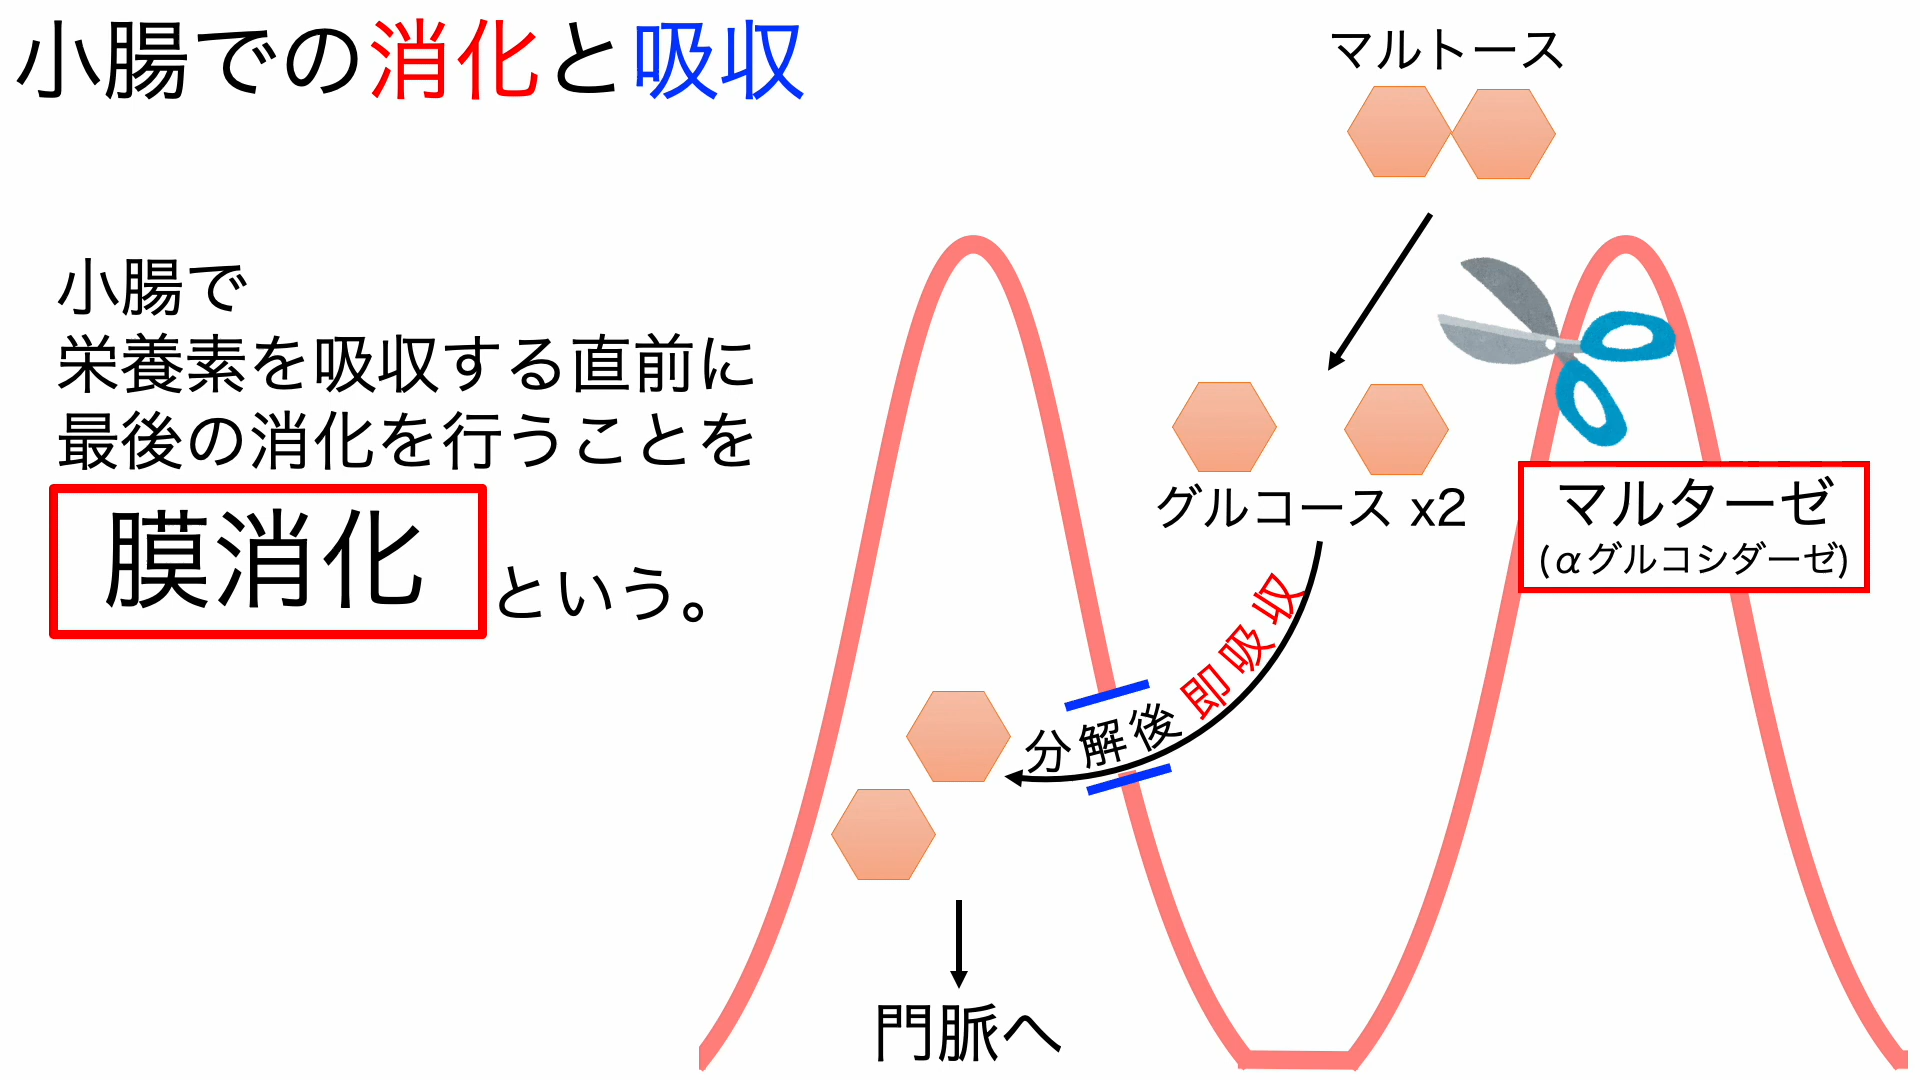 小腸での消化と吸収
マルトース
小腸で
栄養素を吸収する直前に
最後の消化を行うことを
膜消化
という。
グルコース x2
マルターゼ
(αグルコシダーゼ)
分解後 即吸収
門脈へ